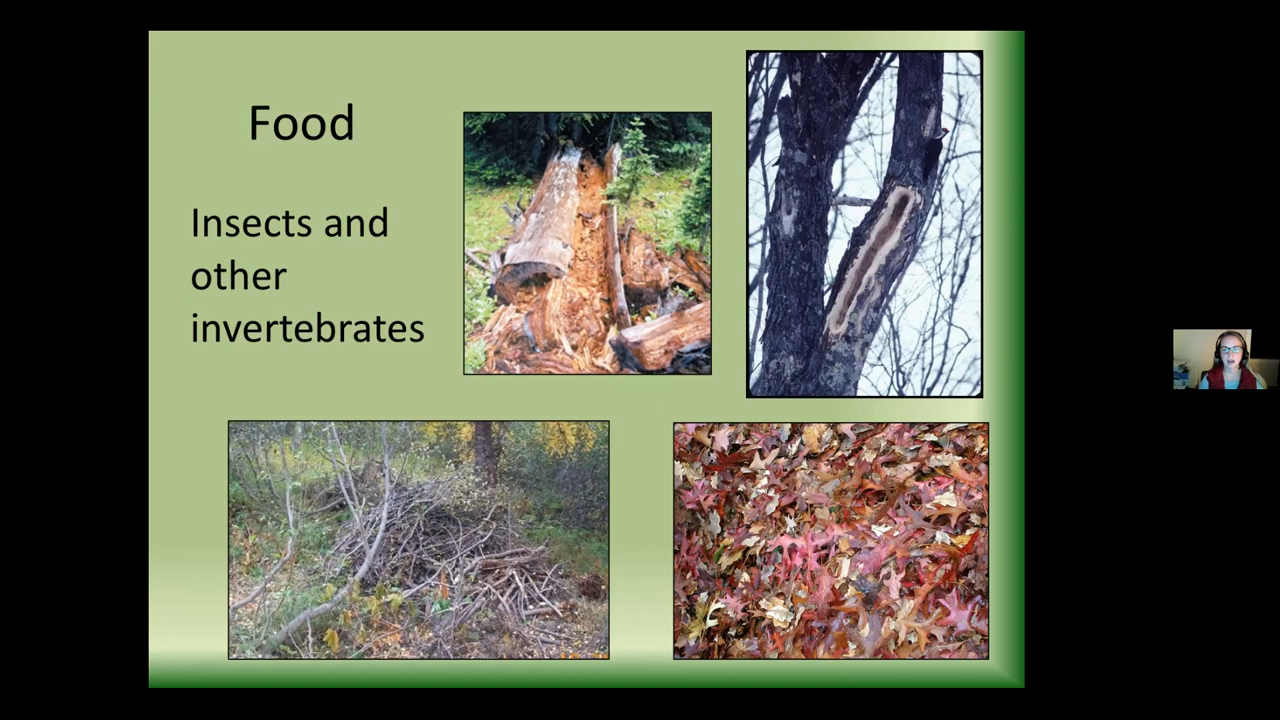 Food
Insects and
other
invertebrates